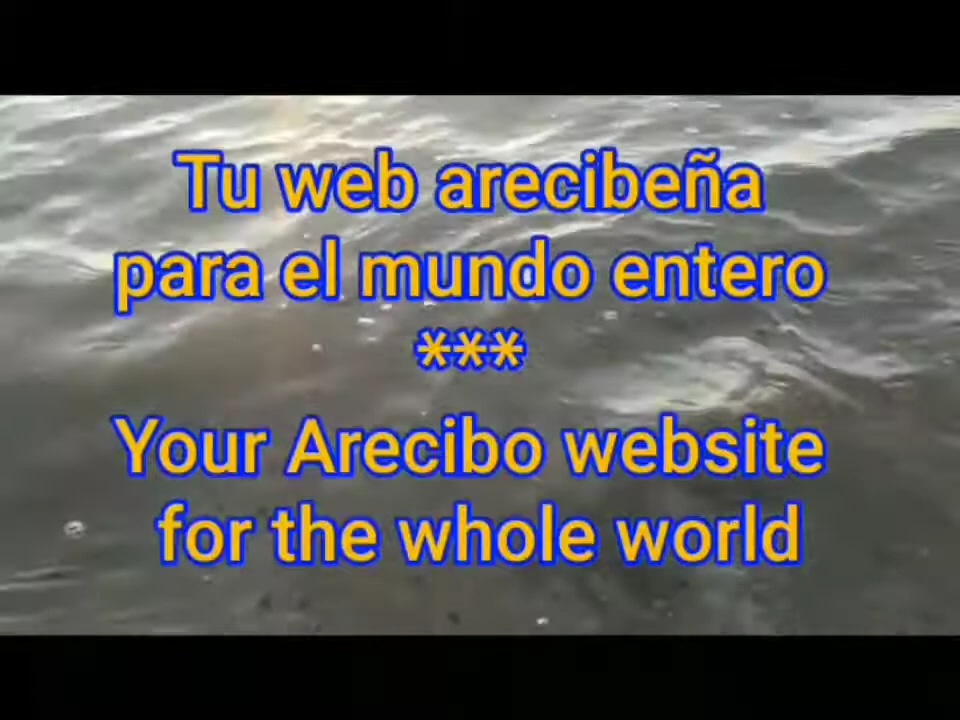 Tu web arecibeña
para el mundo entero
***
Your Arecibo website
for the whole world